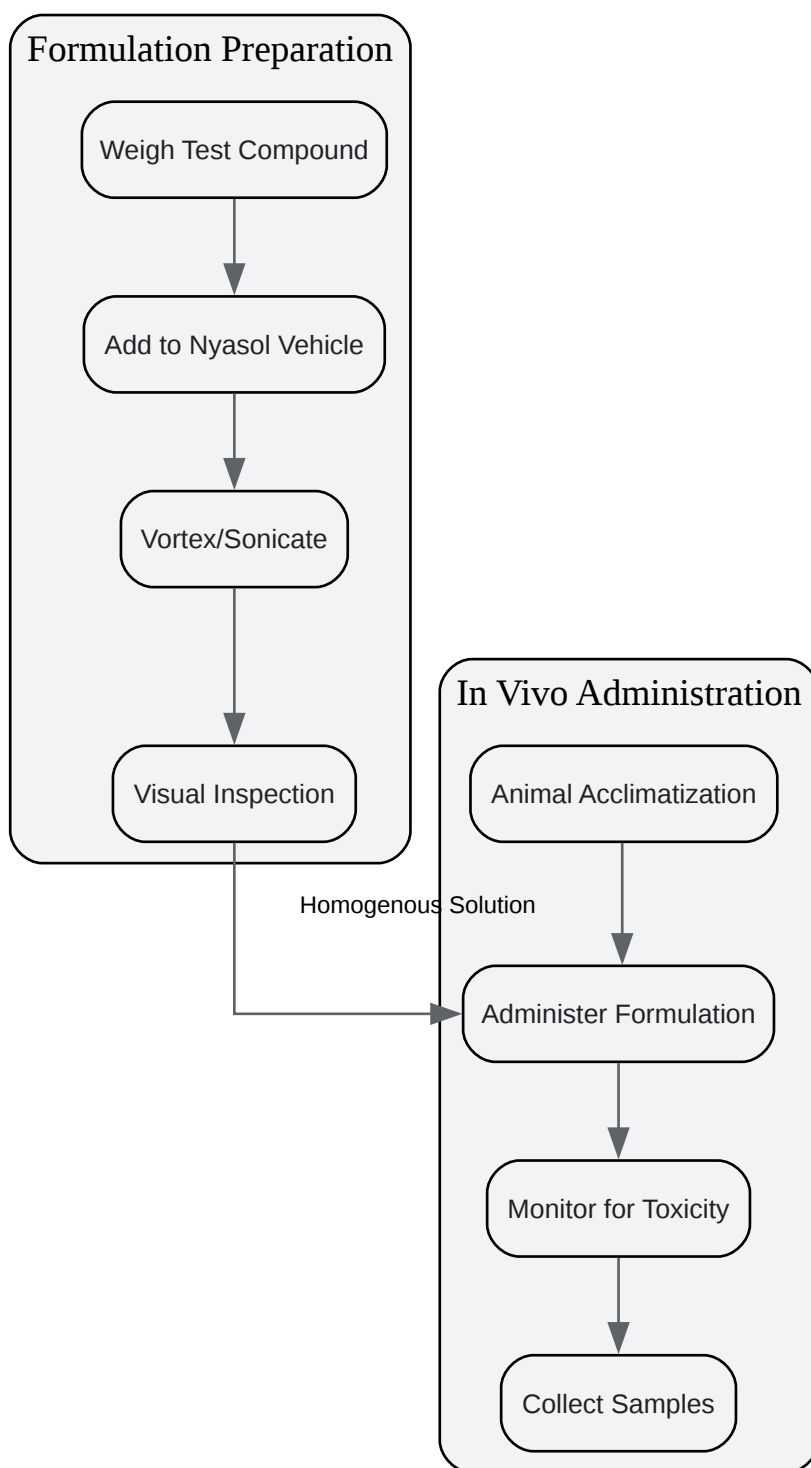 Formulation Preparation
Weigh Test Compound
Add to Nyasol Vehicle
Vortex/Sonicate
Visual Inspection
Homogenous Solution
In Vivo Administration
Animal Acclimatization
Administer Formulation
Monitor for Toxicity
Collect Samples